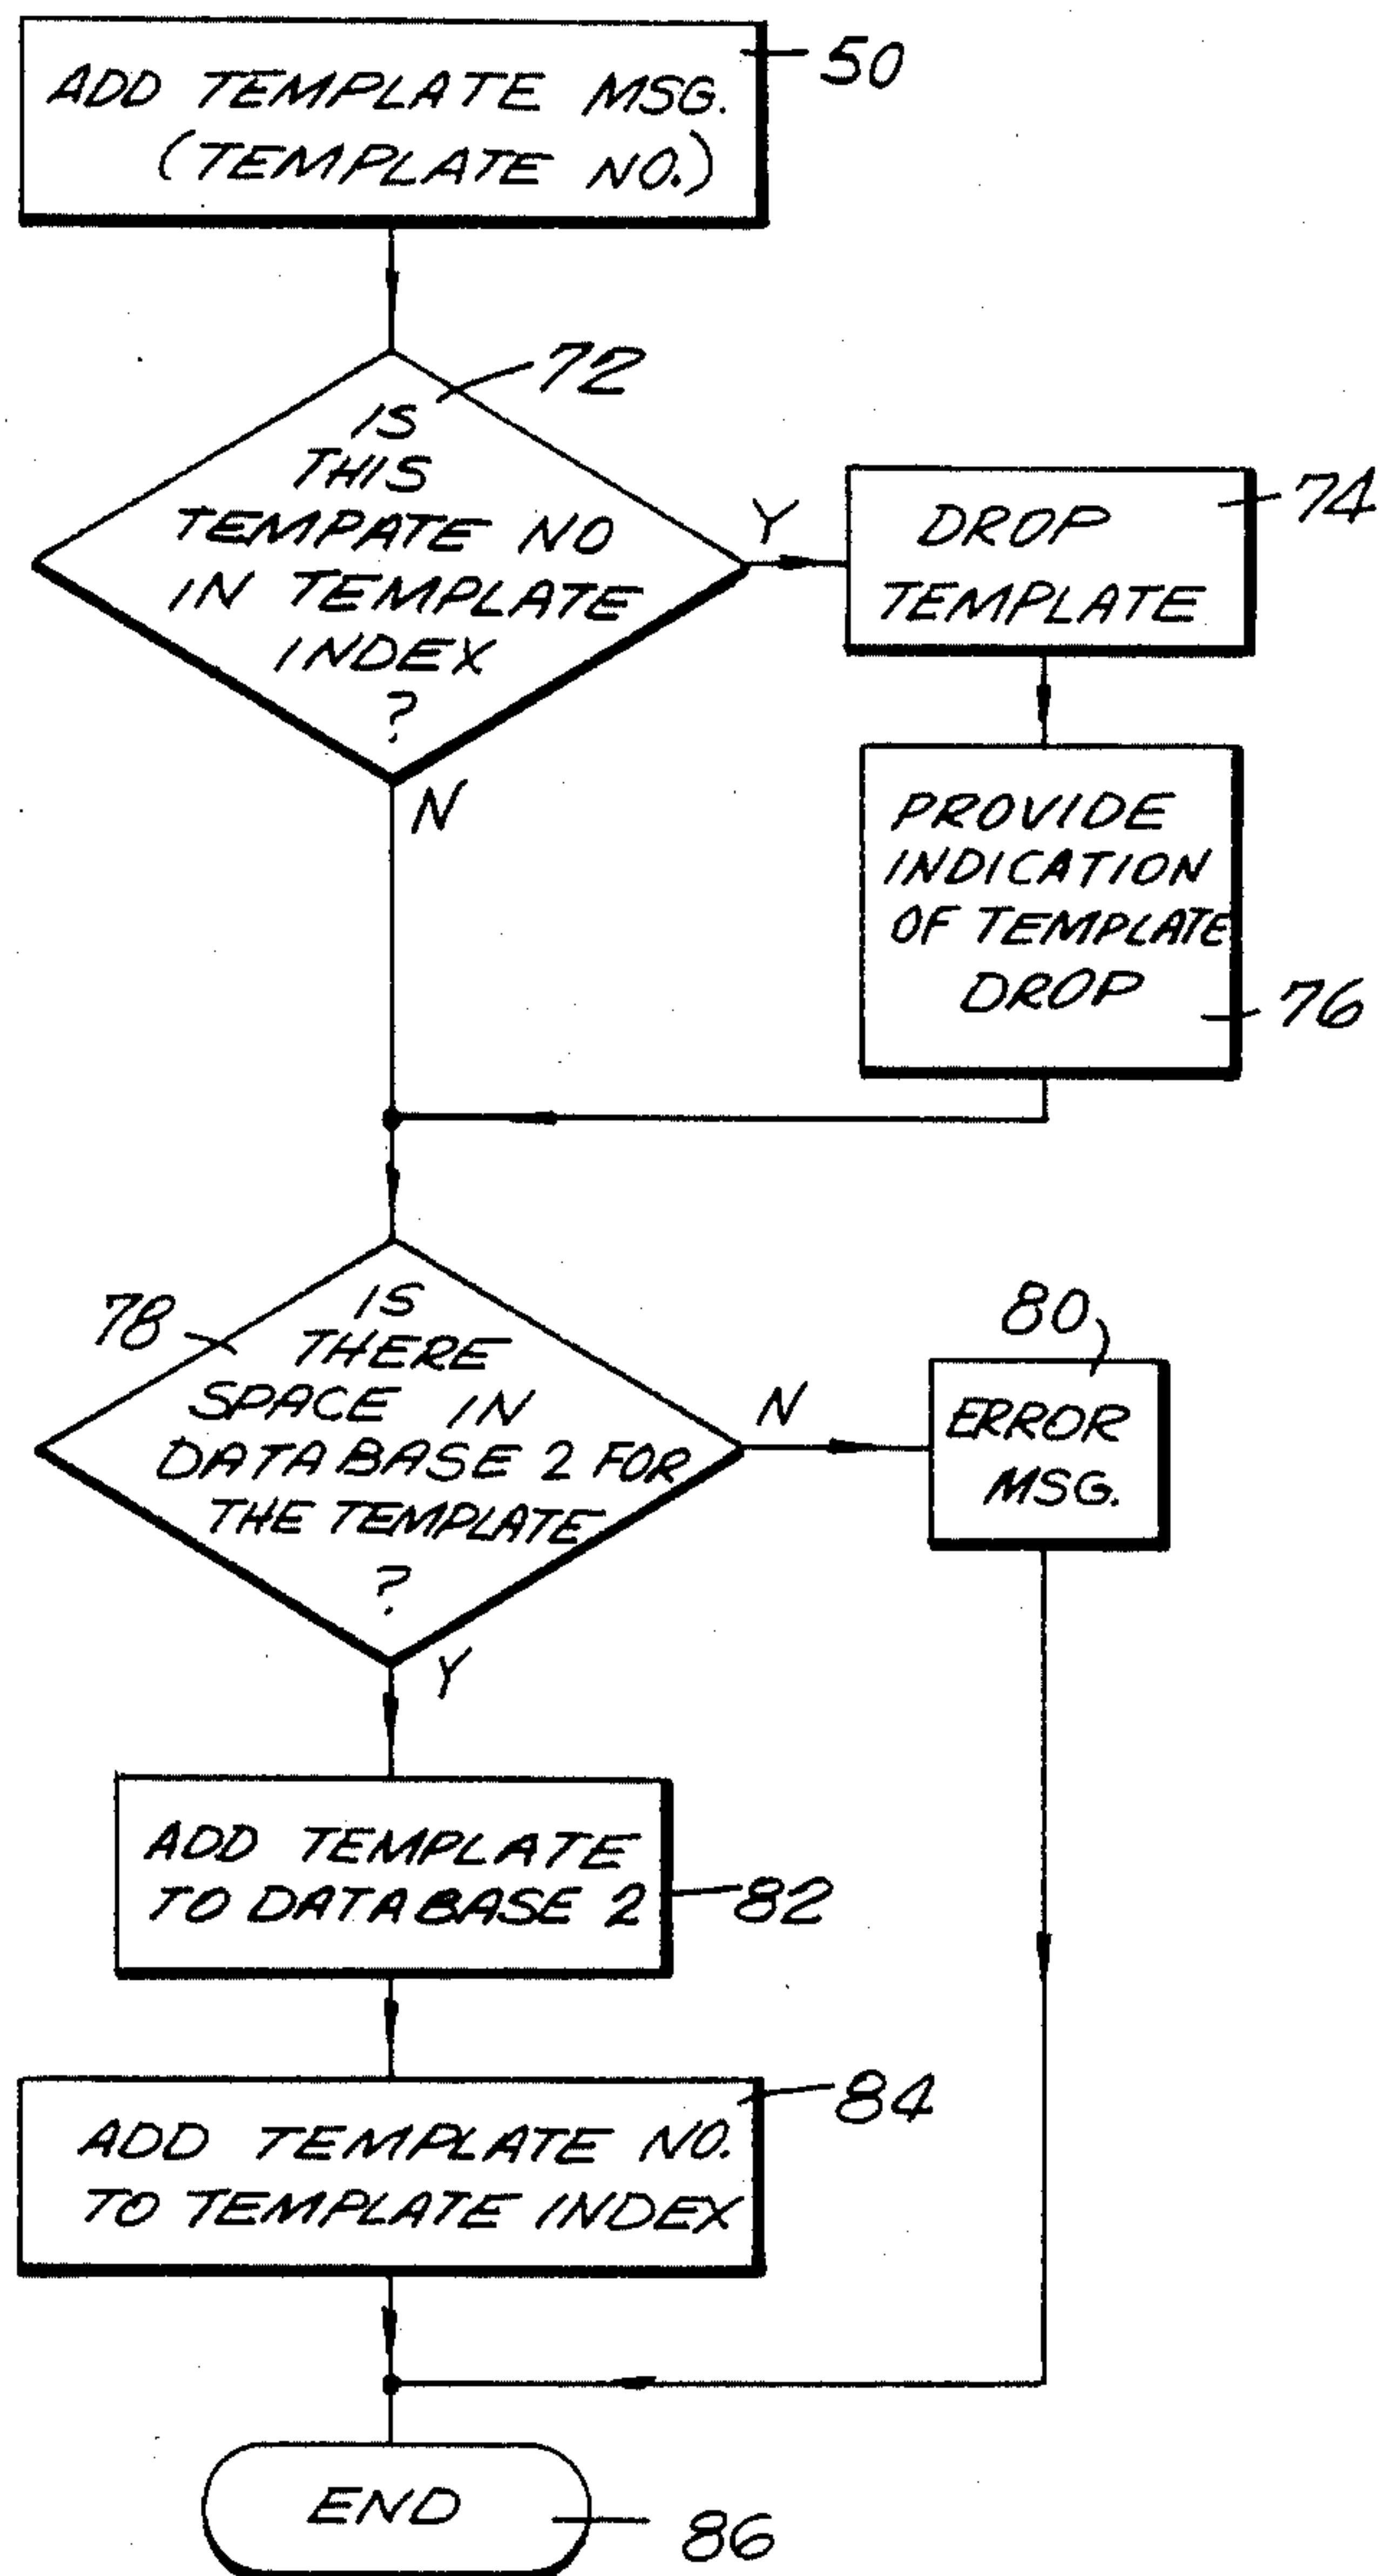 ADD TEMPLATE MSG.
(TEMPLATE NO.)
50
72
IS
THIS
TEMPATE NO
IN TEMPLATE
INDEX
?
Y
N
DROP
TEMPLATE
74
PROVIDE
INDICATION
OF TEMPLATE
DROP
76
78
IS
THERE
SPACE IN
DATABASE 2 FOR
THE TEMPLATE
?
N
Y
80
ERROR
MSG.
ADD TEMPLATE
TO DATABASE 2
82
ADD TEMPLATE NO.
TO TEMPLATE INDEX
84
END
86